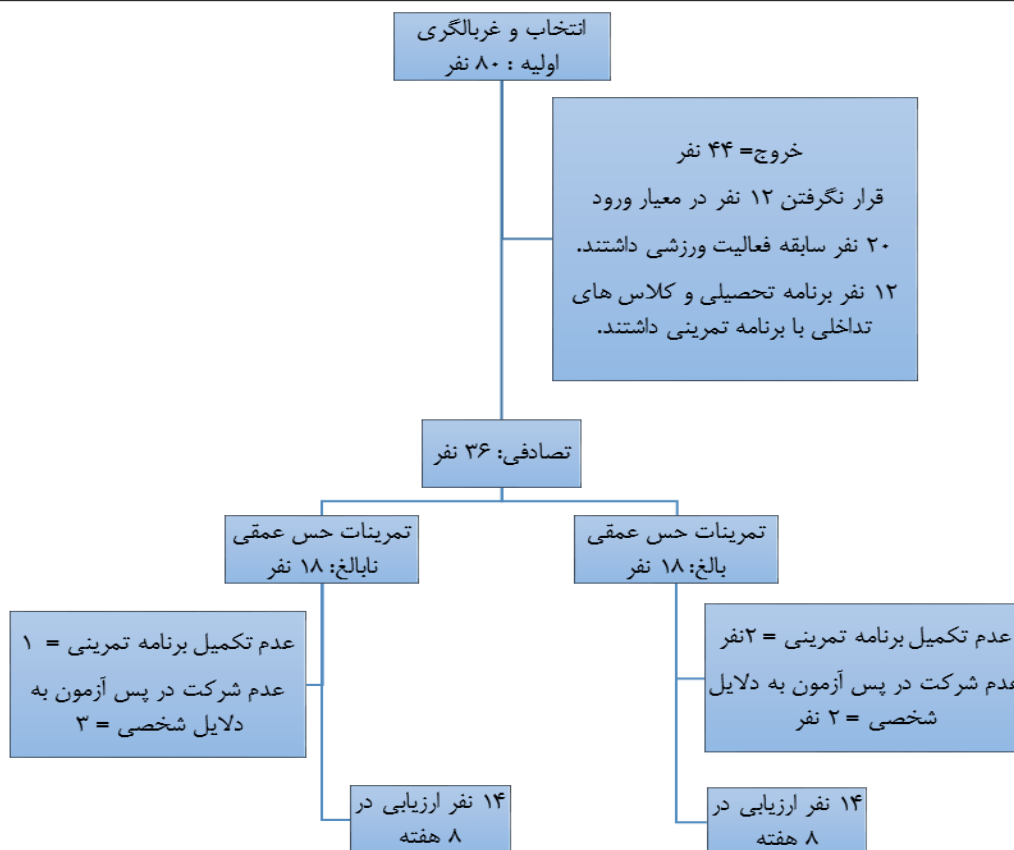 انتخاب و غربالگری
اولیه : ۸۰ نفر
خروج= ۴۴ نفر
قرار نگرفتن ۱۲ نفر در معیار ورود
۲۰ نفر سابقه فعالیت ورزشی داشتند.
۱۲ نفر برنامه تحصیلی و کلاس های
تداخلی با برنامه تمرینی داشتند.
تصادفی: ۳۶ نفر
تمرینات حس عمقی
بالغ: ۱۸ نفر
تمرینات حس عمقی
نابالغ: ۱۸ نفر
عدم تکمیل برنامه تمرینی = ۲نفر
عدم شرکت در پس آزمون به دلایل
شخصی = ۲ نفر
عدم تکمیل برنامه تمرینی = ۱
عدم شرکت در پس آزمون به
دلایل شخصی = ۳
۱۴ نفر ارزیابی در
۸ هفته
۱۴ نفر ارزیابی در
۸ هفته